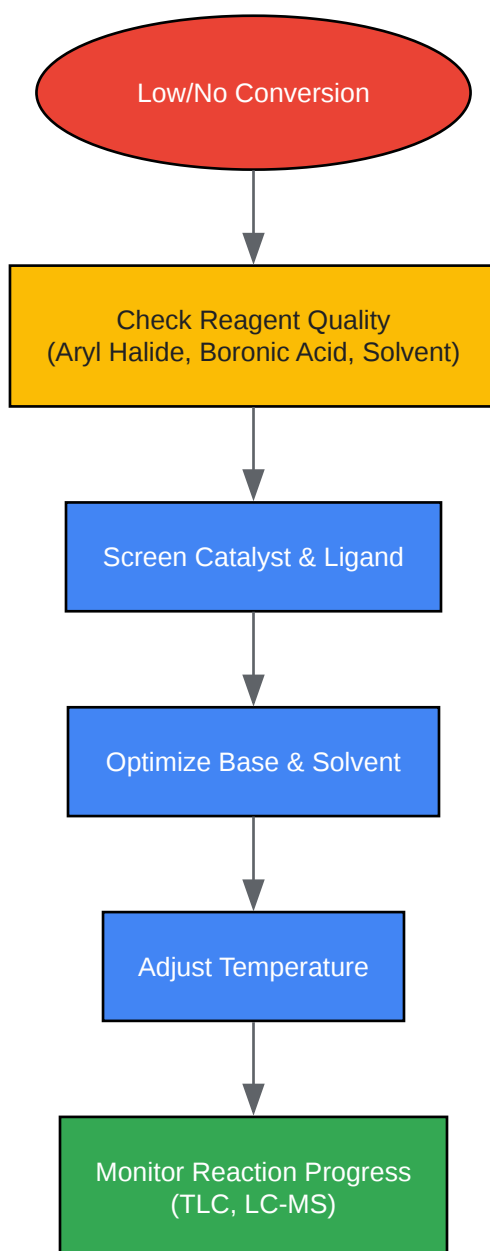 Low/No Conversion
Check Reagent Quality
(Aryl Halide, Boronic Acid, Solvent)
Screen Catalyst & Ligand
Optimize Base & Solvent
Adjust Temperature
Monitor Reaction Progress
(TLC, LC-MS)